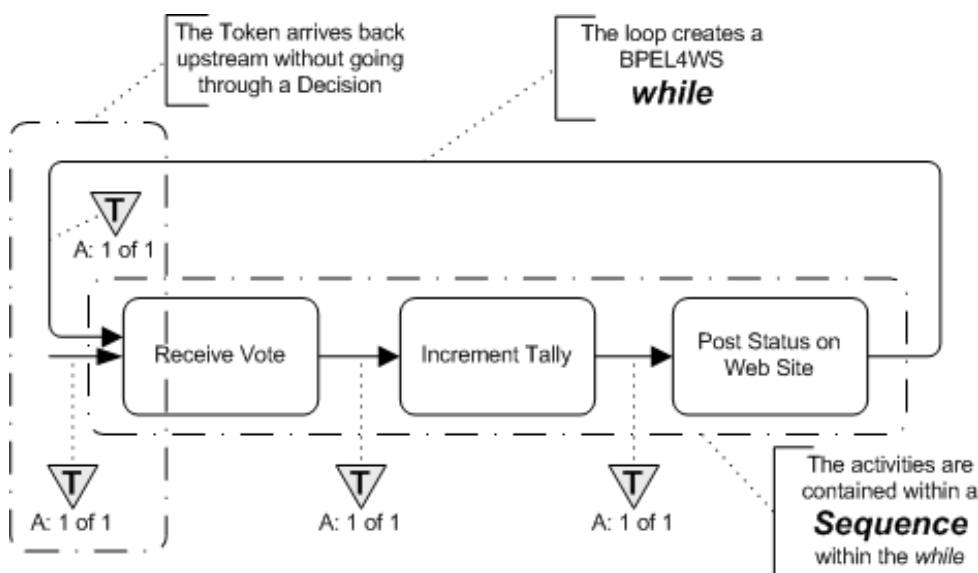 The Token arrives back
upstream without going
through a Decision
The loop creates a
BPEL4WS
while
T
A: 1 of 1
Receive Vote
Increment Tally
Post Status on
Web Site
T
A: 1 of 1
T
A: 1 of 1
T
A: 1 of 1
The activities are
contained within a
Sequence
within the while